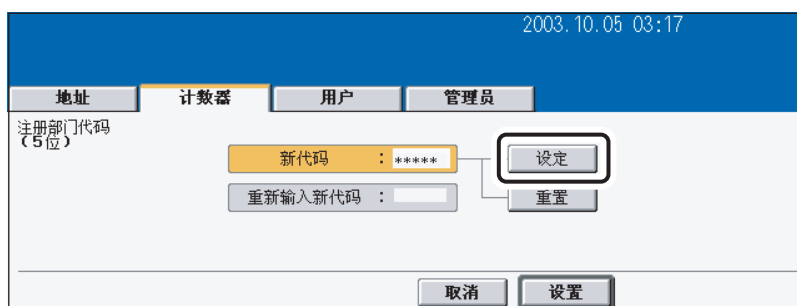 2003.10.05 03:17
地址 计数器 用户 管理员
注册部门代码
(5位)
新代码 : ***** 设定
重新输入新代码 : 重置
取消 设置